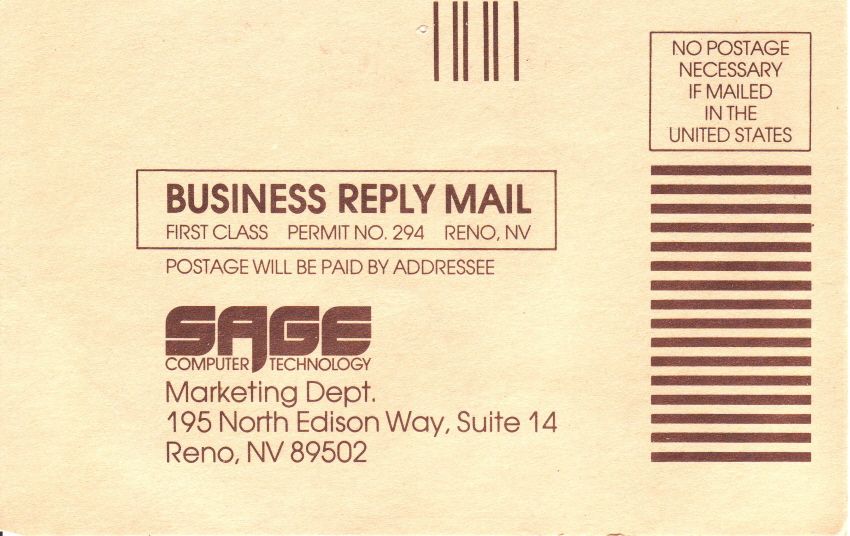 NO POSTAGE
NECESSARY
IF MAILED
IN THE
UNITED STATES
BUSINESS REPLY MAIL
FIRST CLASS PERMIT NO. 294 RENO, NV
POSTAGE WILL BE PAID BY ADDRESSEE
SAGE
COMPUTER TECHNOLOGY
Marketing Dept.
195 North Edison Way, Suite 14
Reno, NV 89502